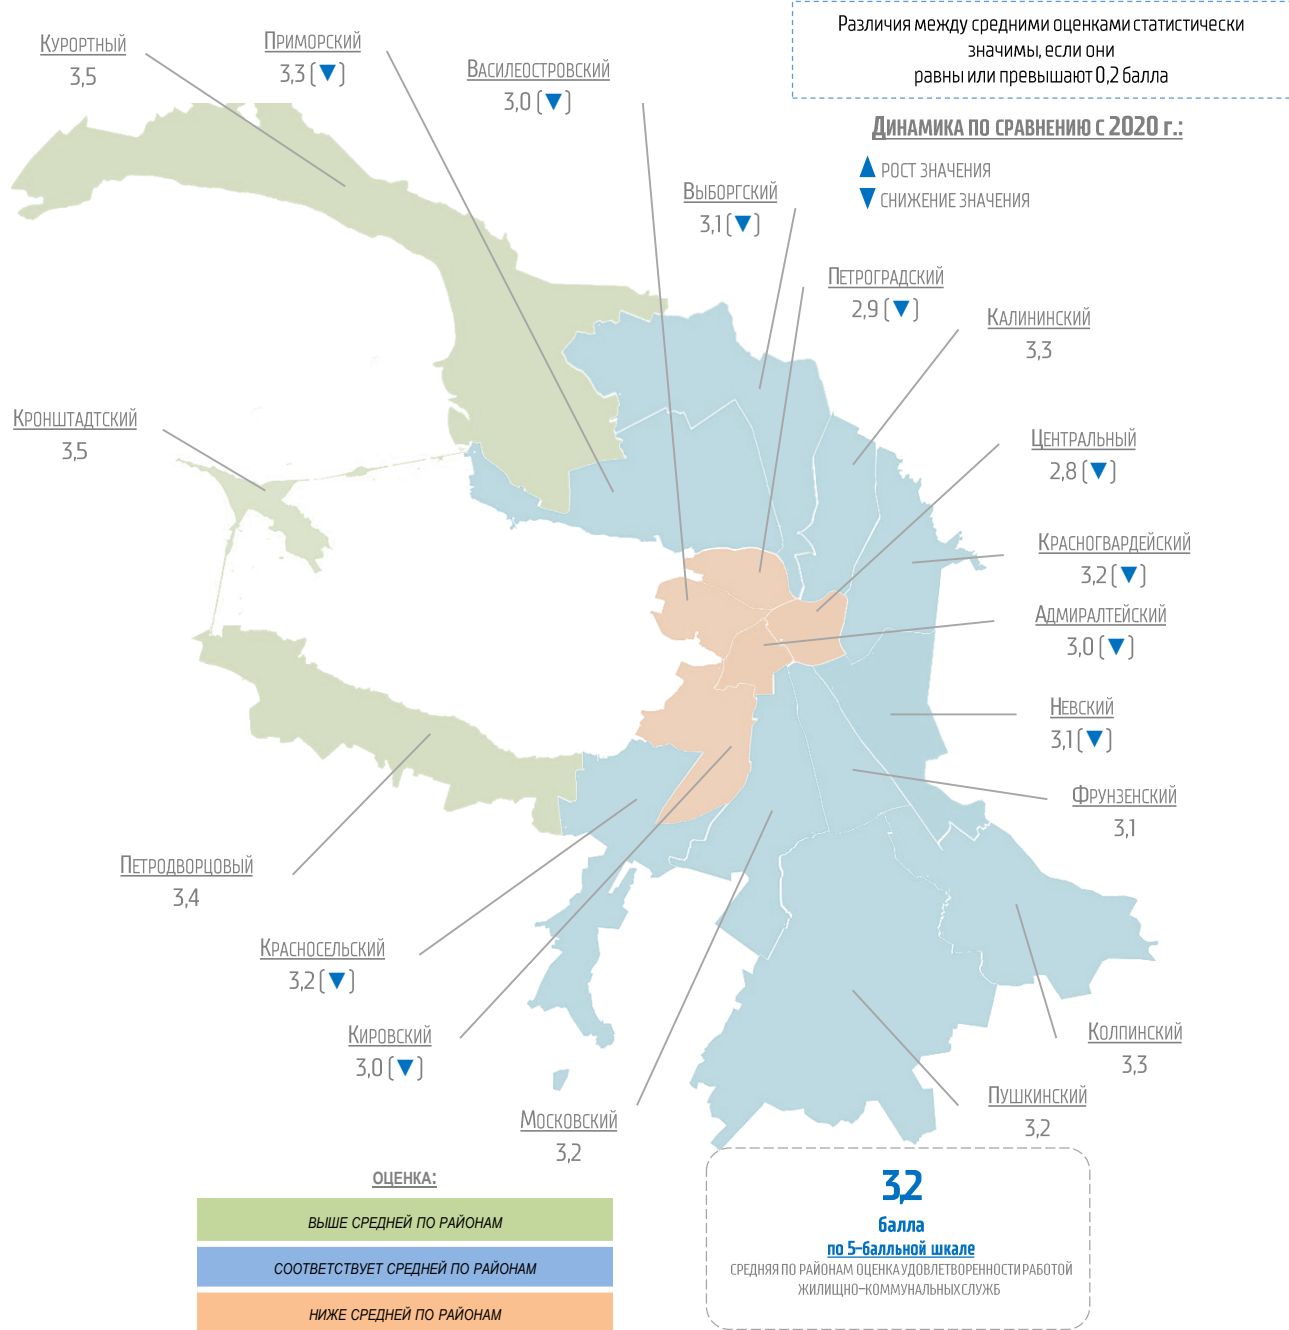 Различия между средними оценками статистически
значимы, если они
равны или превышают 0,2 балла
Динамика по сравнению с 2020 г.:
▲ рост значения
▼ снижение значения
Курортный
3,5
Приморский
3,3 (▼)
Василеостровский
3,0 (▼)
Выборгский
3,1 (▼)
Петроградский
2,9 (▼)
Калининский
3,3
Кронштадтский
3,5
Центральный
2,8 (▼)
Красногвардейский
3,2 (▼)
Адмиралтейский
3,0 (▼)
Невский
3,1 (▼)
Фрунзенский
3,1
Петродворцовый
3,4
Красносельский
3,2 (▼)
Кировский
3,0 (▼)
Колпинский
3,3
Пушкинский
3,2
Московский
3,2
ОЦЕНКА:
ВЫШЕ СРЕДНЕЙ ПО РАЙОНАМ
СООТВЕТСТВУЕТ СРЕДНЕЙ ПО РАЙОНАМ
НИЖЕ СРЕДНЕЙ ПО РАЙОНАМ
3,2
балла
по 5-балльной шкале
СРЕДНЯЯ ПО РАЙОНАМ ОЦЕНКА УДОВЛЕТВОРЕННОСТИ РАБОТОЙ
ЖИЛИЩНО-КОММУНАЛЬНЫХ СЛУЖБ